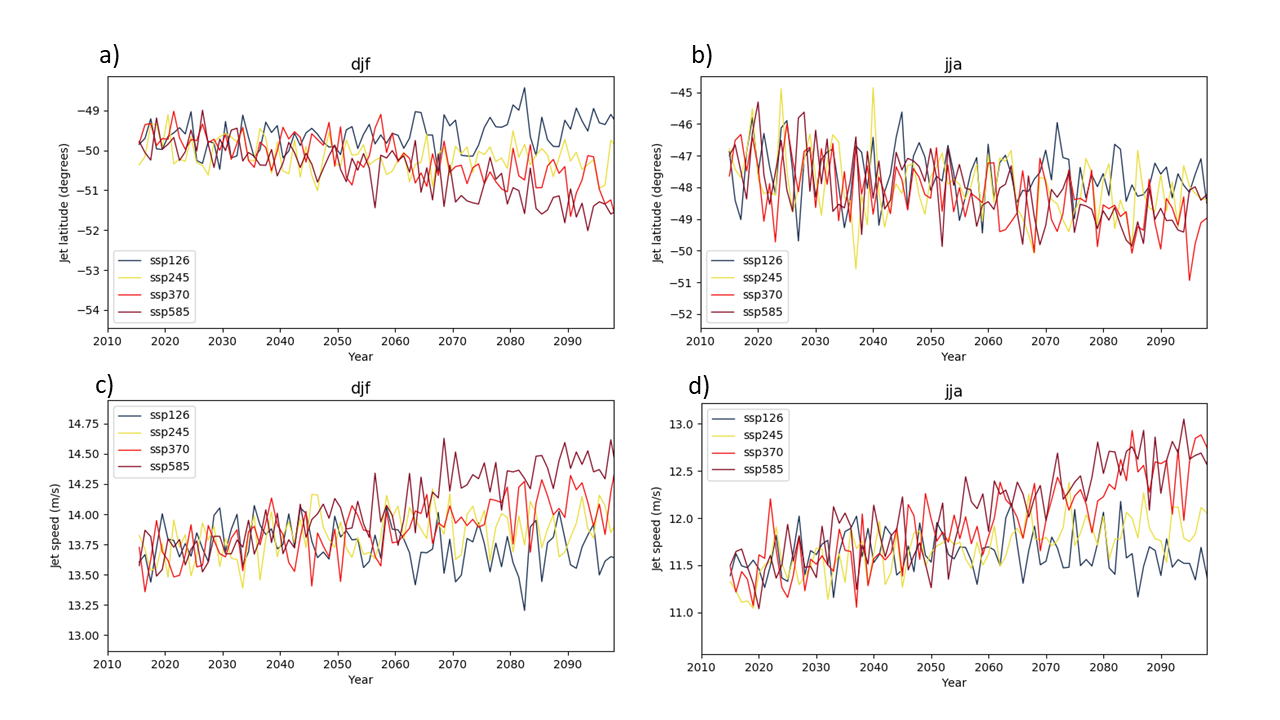 a)
djf
Jet latitude (degrees)
−49
−50
−51
−52
−53
−54
ssp126
ssp245
ssp370
ssp585
2010 2020 2030 2040 2050 2060 2070 2080 2090
Year
b)
jja
Jet latitude (degrees)
−45
−46
−47
−48
−49
−50
−51
−52
ssp126
ssp245
ssp370
ssp585
2010 2020 2030 2040 2050 2060 2070 2080 2090
Year
c)
djf
Jet speed (m/s)
14.75
14.50
14.25
14.00
13.75
13.50
13.25
13.00
ssp126
ssp245
ssp370
ssp585
2010 2020 2030 2040 2050 2060 2070 2080 2090
Year
d)
jja
Jet speed (m/s)
13.0
12.5
12.0
11.5
11.0
ssp126
ssp245
ssp370
ssp585
2010 2020 2030 2040 2050 2060 2070 2080 2090
Year